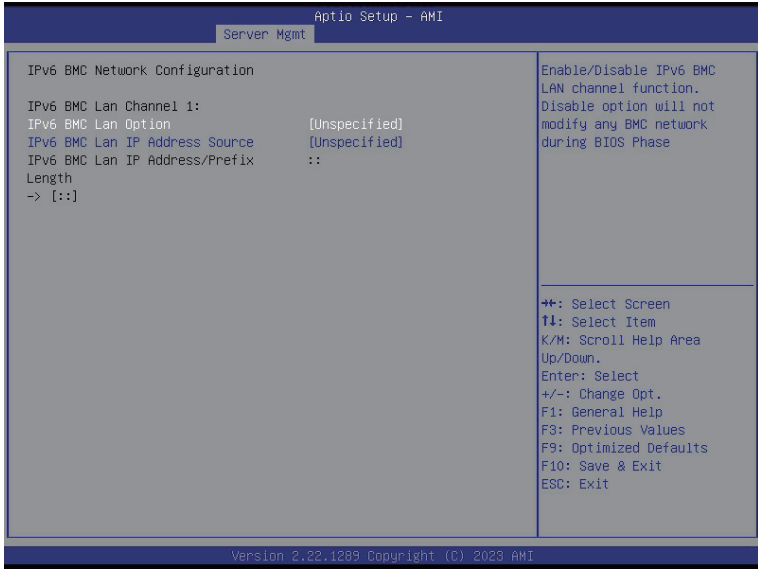 Aptio Setup – AMI
Server Mgmt
IPv6 BMC Network Configuration
IPv6 BMC Lan Channel 1:
IPv6 BMC Lan Option [Unspecified]
IPv6 BMC Lan IP Address Source [Unspecified]
IPv6 BMC Lan IP Address/Prefix ::
Length
-> [::]
Enable/Disable IPv6 BMC
LAN channel function.
Disable option will not
modify any BMC network
during BIOS Phase
→←: Select Screen
↑↓: Select Item
K/M: Scroll Help Area
Up/Down.
Enter: Select
+/-: Change Opt.
F1: General Help
F3: Previous Values
F9: Optimized Defaults
F10: Save & Exit
ESC: Exit
Version 2.22.1289 Copyright (C) 2023 AMI